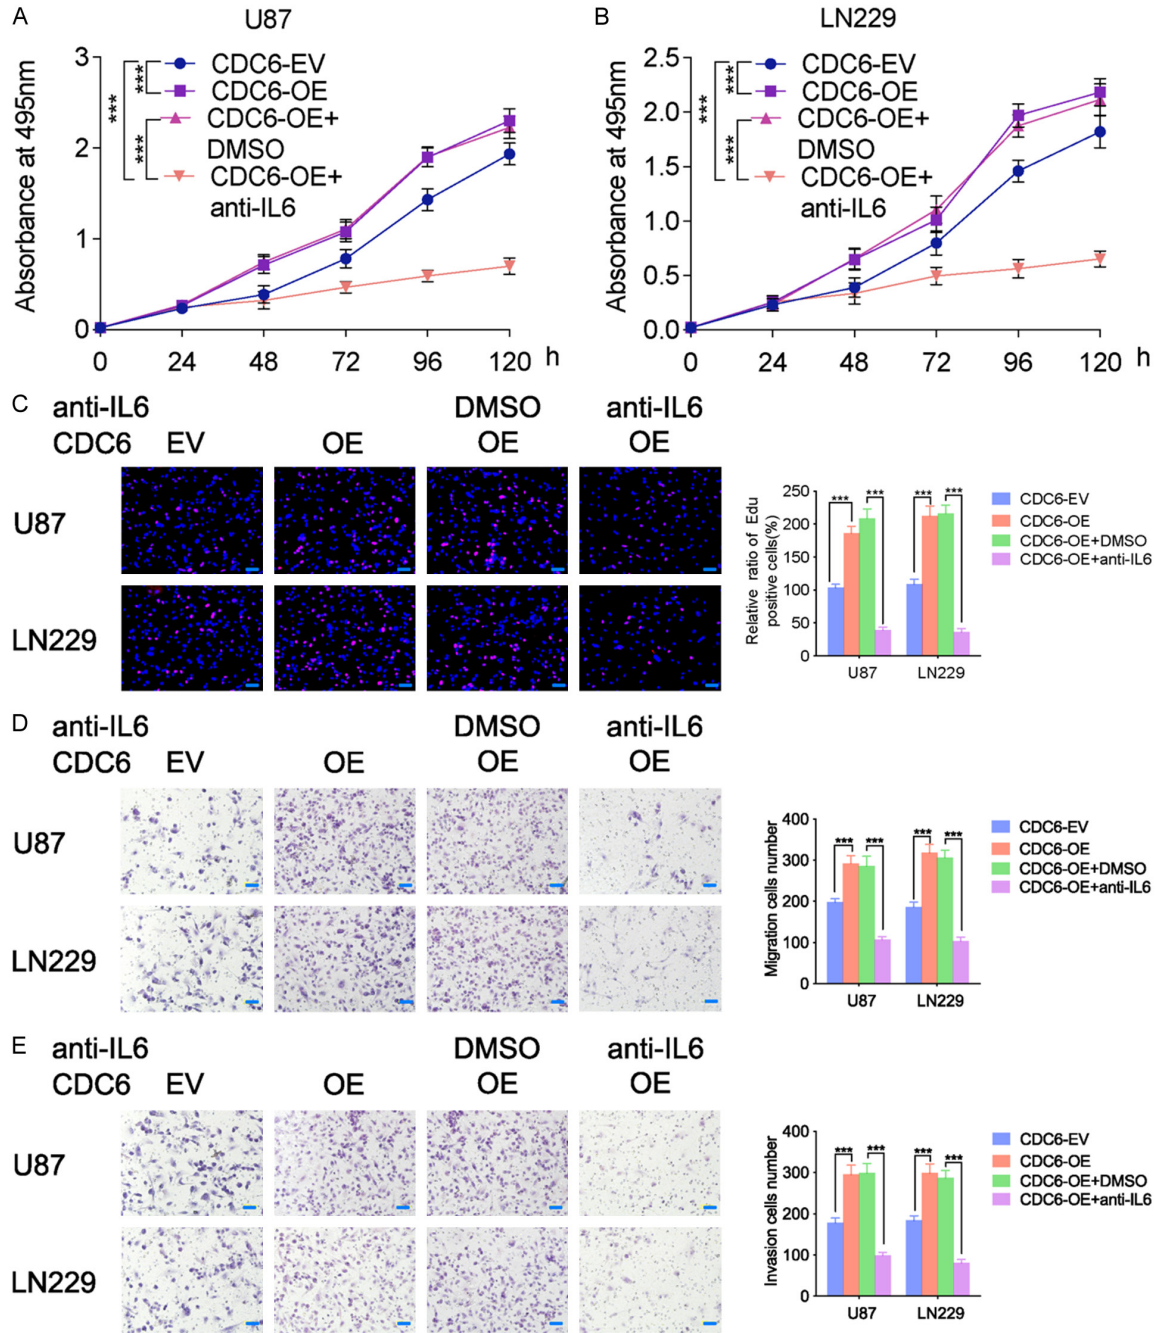 A
U87
Absorbance at 495nm
3
2
1
0
0 24 48 72 96 120 h
*** *** ***
CDC6-EV
CDC6-OE
CDC6-OE+
DMSO
CDC6-OE+
anti-IL6
B
LN229
Absorbance at 495nm
2.5
2.0
1.5
1.0
0.5
0.0
0 24 48 72 96 120 h
*** *** ***
CDC6-EV
CDC6-OE
CDC6-OE+
DMSO
CDC6-OE+
anti-IL6
C
anti-IL6 DMSO anti-IL6
CDC6 EV OE OE OE
U87
LN229
Relative ratio of Edu
positive cells(%)
250
200
150
100
50
0
*** *** *** ***
U87 LN229
CDC6-EV
CDC6-OE
CDC6-OE+DMSO
CDC6-OE+anti-IL6
D
anti-IL6 DMSO anti-IL6
CDC6 EV OE OE OE
U87
LN229
Migration cells number
400
300
200
100
0
*** *** *** ***
U87 LN229
CDC6-EV
CDC6-OE
CDC6-OE+DMSO
CDC6-OE+anti-IL6
E
anti-IL6 DMSO anti-IL6
CDC6 EV OE OE OE
U87
LN229
Invasion cells number
400
300
200
100
0
*** *** *** ***
U87 LN229
CDC6-EV
CDC6-OE
CDC6-OE+DMSO
CDC6-OE+anti-IL6